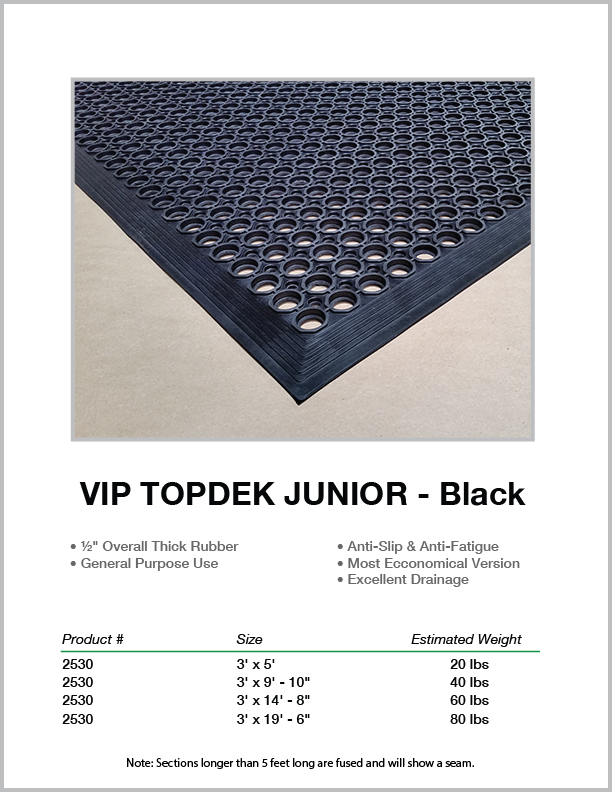 VIP TOPDEK JUNIOR - Black
• ½" Overall Thick Rubber
• General Purpose Use
• Anti-Slip & Anti-Fatigue
• Most Ecconomical Version
• Excellent Drainage
Product # Size Estimated Weight
2530 3' x 5' 20 lbs
2530 3' x 9' - 10" 40 lbs
2530 3' x 14' - 8" 60 lbs
2530 3' x 19' - 6" 80 lbs
Note: Sections longer than 5 feet long are fused and will show a seam.